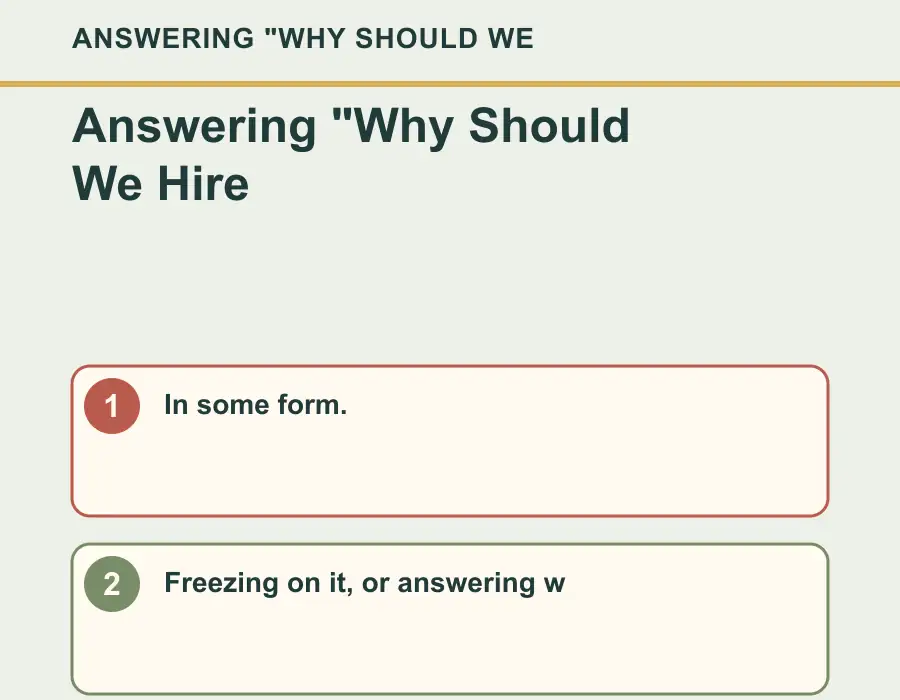 ANSWERING "WHY SHOULD WE
Answering "Why Should
We Hire
1 In some form.
2 Freezing on it, or answering w